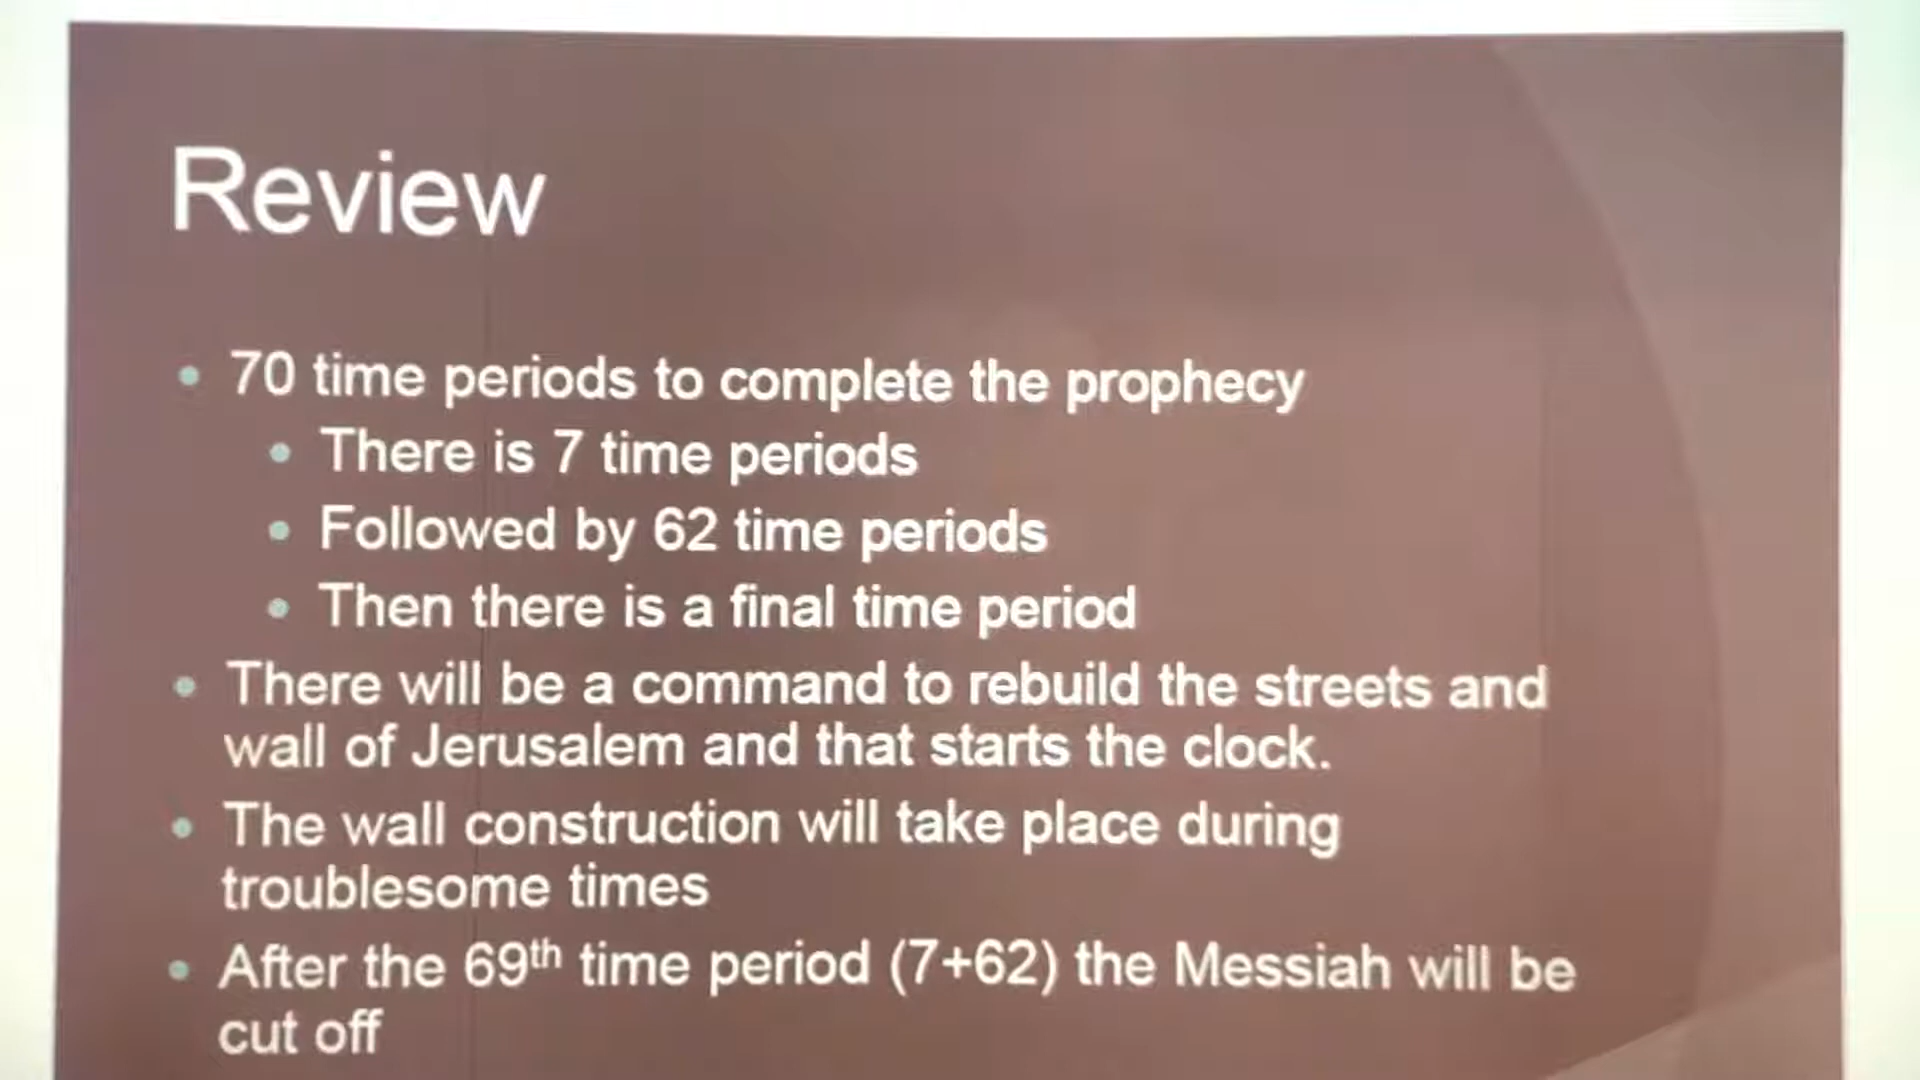 Review
• 70 time periods to complete the prophecy
• There is 7 time periods
• Followed by 62 time periods
• Then there is a final time period
• There will be a command to rebuild the streets and
wall of Jerusalem and that starts the clock.
• The wall construction will take place during
troublesome times
• After the 69th time period (7+62) the Messiah will be
cut off